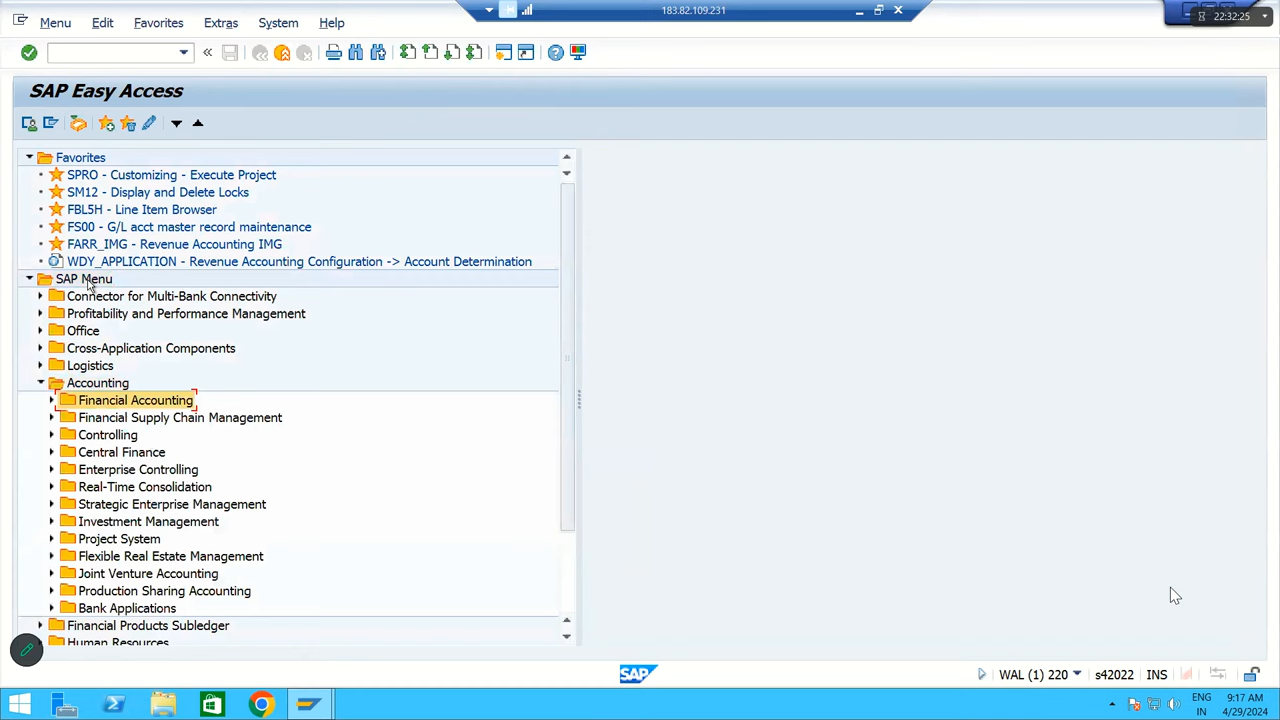 Menu Edit Favorites Extras System Help
183.82.109.231
22:32:25
SAP Easy Access
Favorites
SPRO - Customizing - Execute Project
SM12 - Display and Delete Locks
FBL5H - Line Item Browser
FS00 - G/L acct master record maintenance
FARR_IMG - Revenue Accounting IMG
WDY_APPLICATION - Revenue Accounting Configuration -> Account Determination
SAP Menu
Connector for Multi-Bank Connectivity
Profitability and Performance Management
Office
Cross-Application Components
Logistics
Accounting
Financial Accounting
Financial Supply Chain Management
Controlling
Central Finance
Enterprise Controlling
Real-Time Consolidation
Strategic Enterprise Management
Investment Management
Project System
Flexible Real Estate Management
Joint Venture Accounting
Production Sharing Accounting
Bank Applications
Financial Products Subledger
Human Resources
SAP
WAL (1) 220 s42022 INS
ENG 9:17 AM
IN 4/29/2024